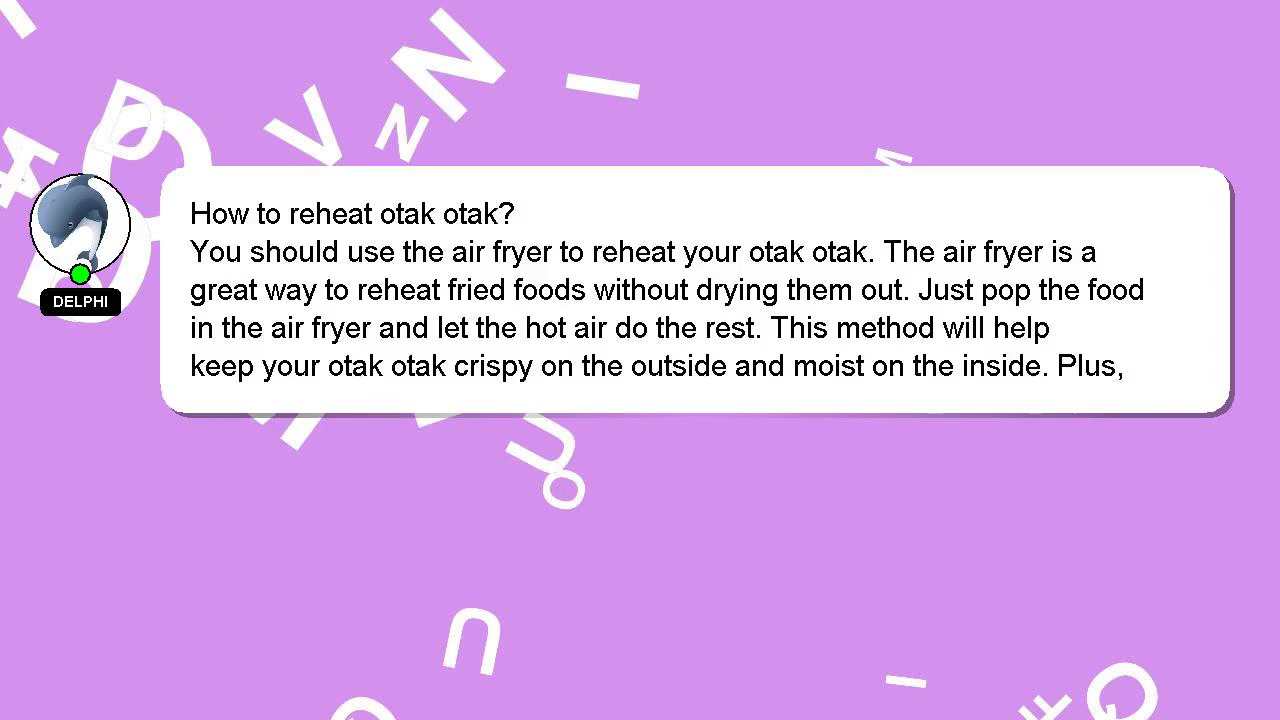 How to reheat otak otak?
You should use the air fryer to reheat your otak otak. The air fryer is a
great way to reheat fried foods without drying them out. Just pop the food
in the air fryer and let the hot air do the rest. This method will help
keep your otak otak crispy on the outside and moist on the inside. Plus,
DELPHI